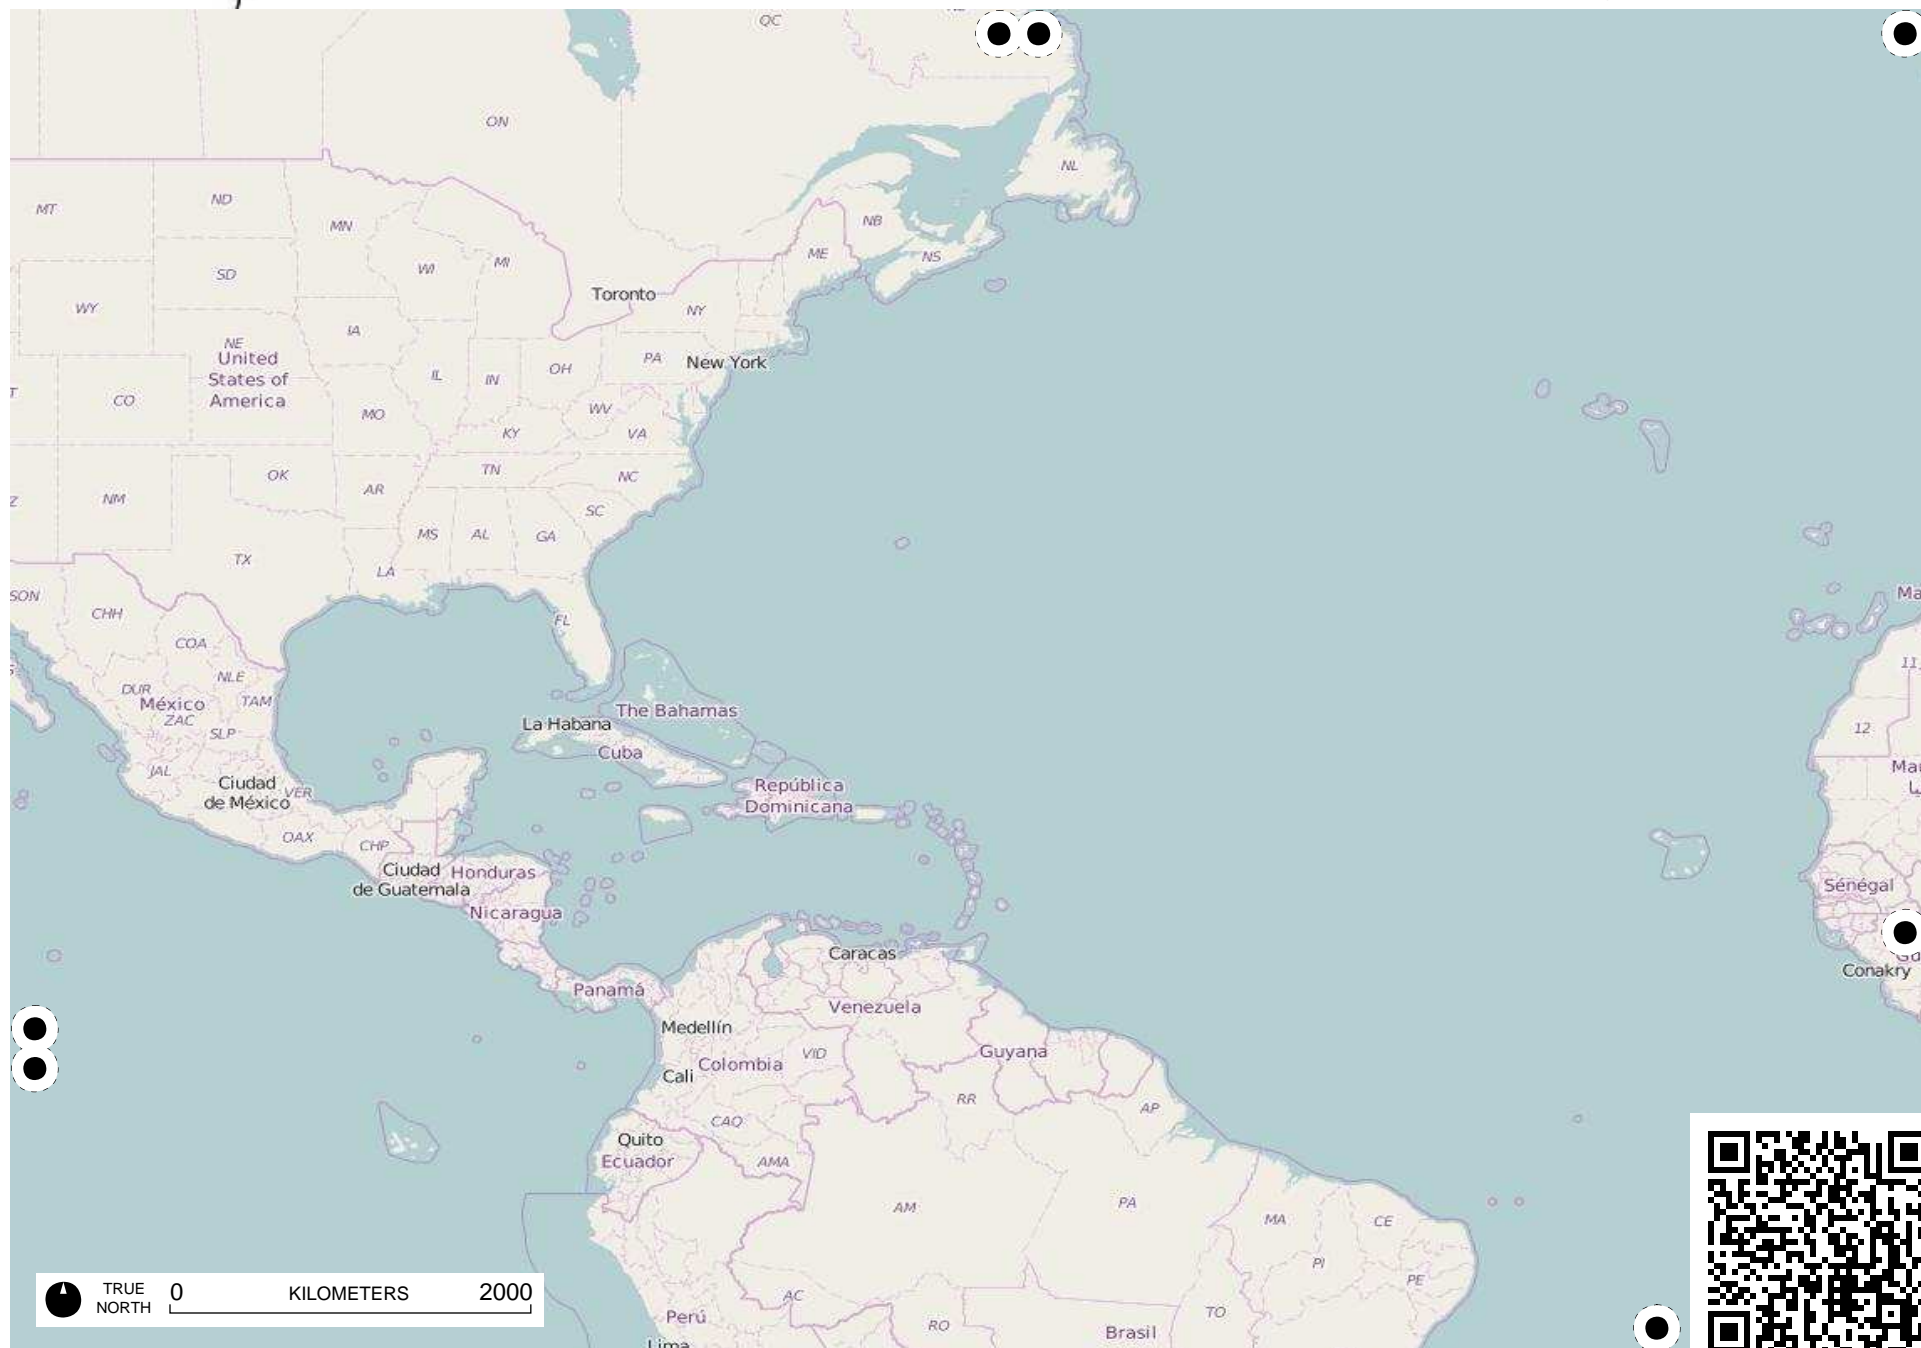 QC
ON
NL
MT
ND
MN
NB
ME
NS
SD
WI
MI
WY
Toronto
NY
IA
NE
United
States of
America
PA
New York
IL
IN
OH
CO
MO
WV
KY
VA
TN
NC
OK
AR
NM
SC
MS
AL
GA
TX
LA
SON
CHH
FL
COA
NLE
DUR
México
TAM
ZAC
SLP
La Habana
The Bahamas
Cuba
JAL
Ciudad
de México
VER
República
Dominicana
OAX
CHP
Ciudad
de Guatemala
Honduras
Nicaragua
Ma
11,
12
Mau
Sénégal
Conakry
Gu
Caracas
Panamá
Venezuela
Medellín
Colombia
VID
Cali
Guyana
RR
AP
CAQ
Quito
Ecuador
AMA
AM
PA
MA
CE
PI
PE
AC
TO
Perú
RO
Brasil
Lima
TRUE
NORTH
0 KILOMETERS 2000